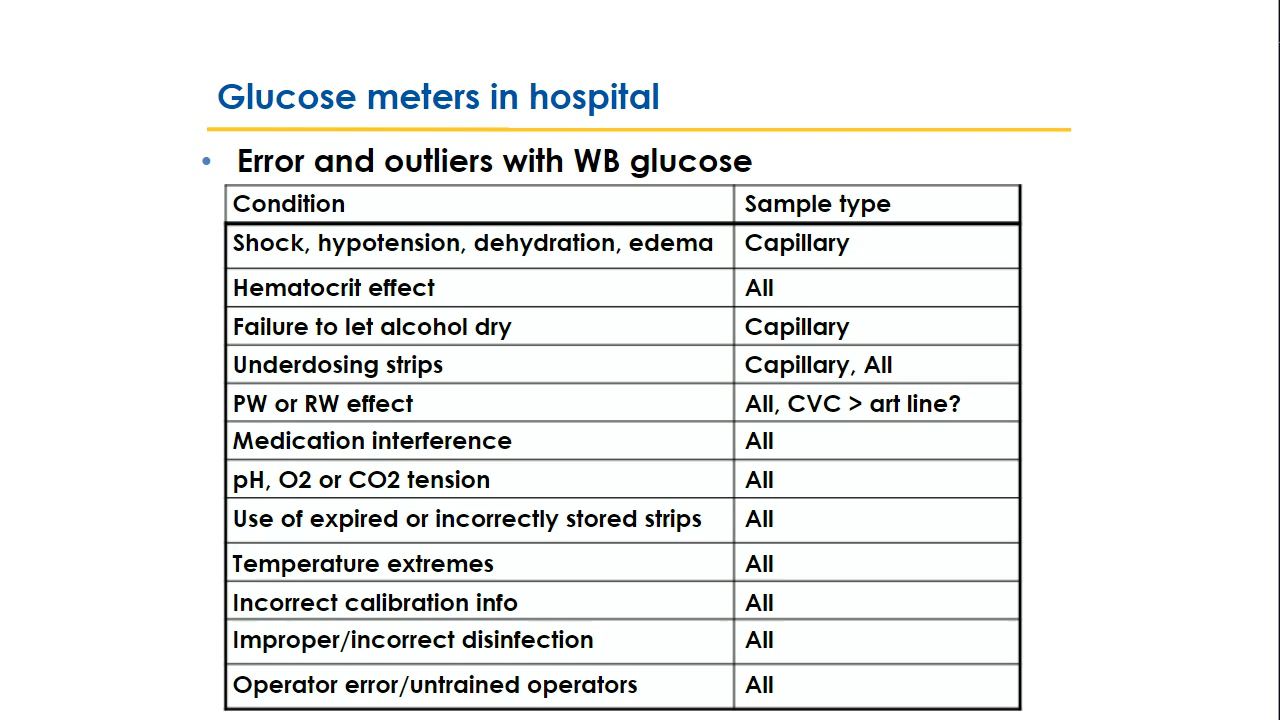 Glucose meters in hospital
• Error and outliers with WB glucose
Condition Sample type
Shock, hypotension, dehydration, edema Capillary
Hematocrit effect All
Failure to let alcohol dry Capillary
Underdosing strips Capillary, All
PW or RW effect All, CVC > art line?
Medication interference All
pH, O2 or CO2 tension All
Use of expired or incorrectly stored strips All
Temperature extremes All
Incorrect calibration info All
Improper/incorrect disinfection All
Operator error/untrained operators All